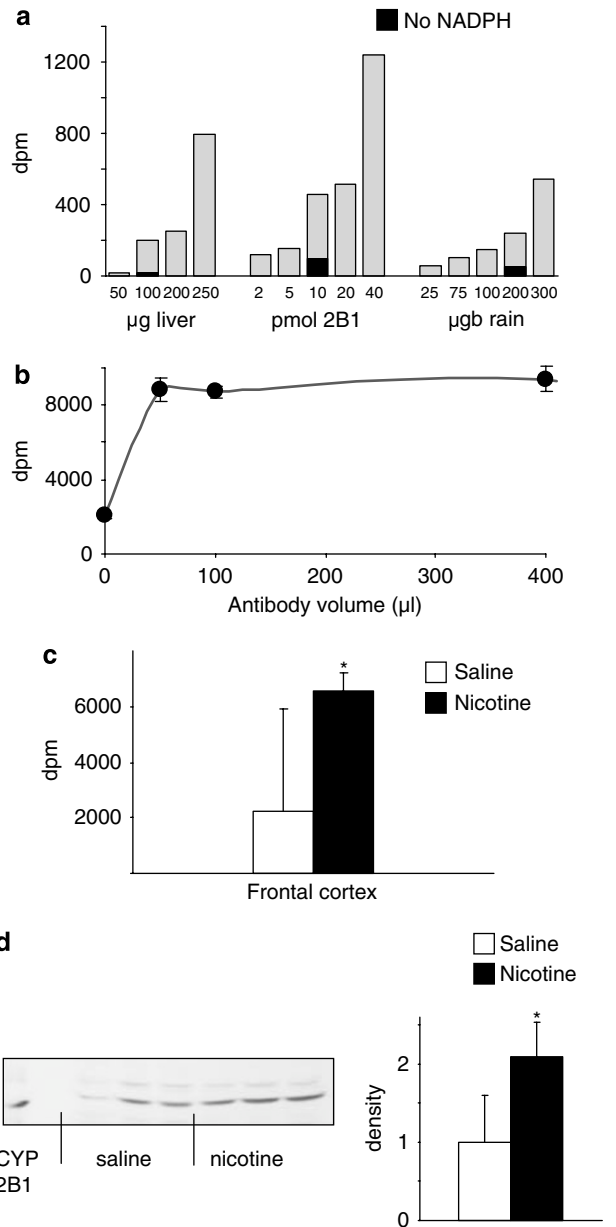 a
No NADPH
1200
800
400
0
dpm
50 100 200 250 2 5 10 20 40 25 75 100 200 300
µg liver pmol 2B1 µgb rain
b
8000
4000
0
dpm
0 100 200 300 400
Antibody volume (µl)
c
*
Saline
Nicotine
6000
4000
2000
dpm
Frontal cortex
d
Saline
Nicotine
*
2
1
0
density
CYP saline nicotine
2B1